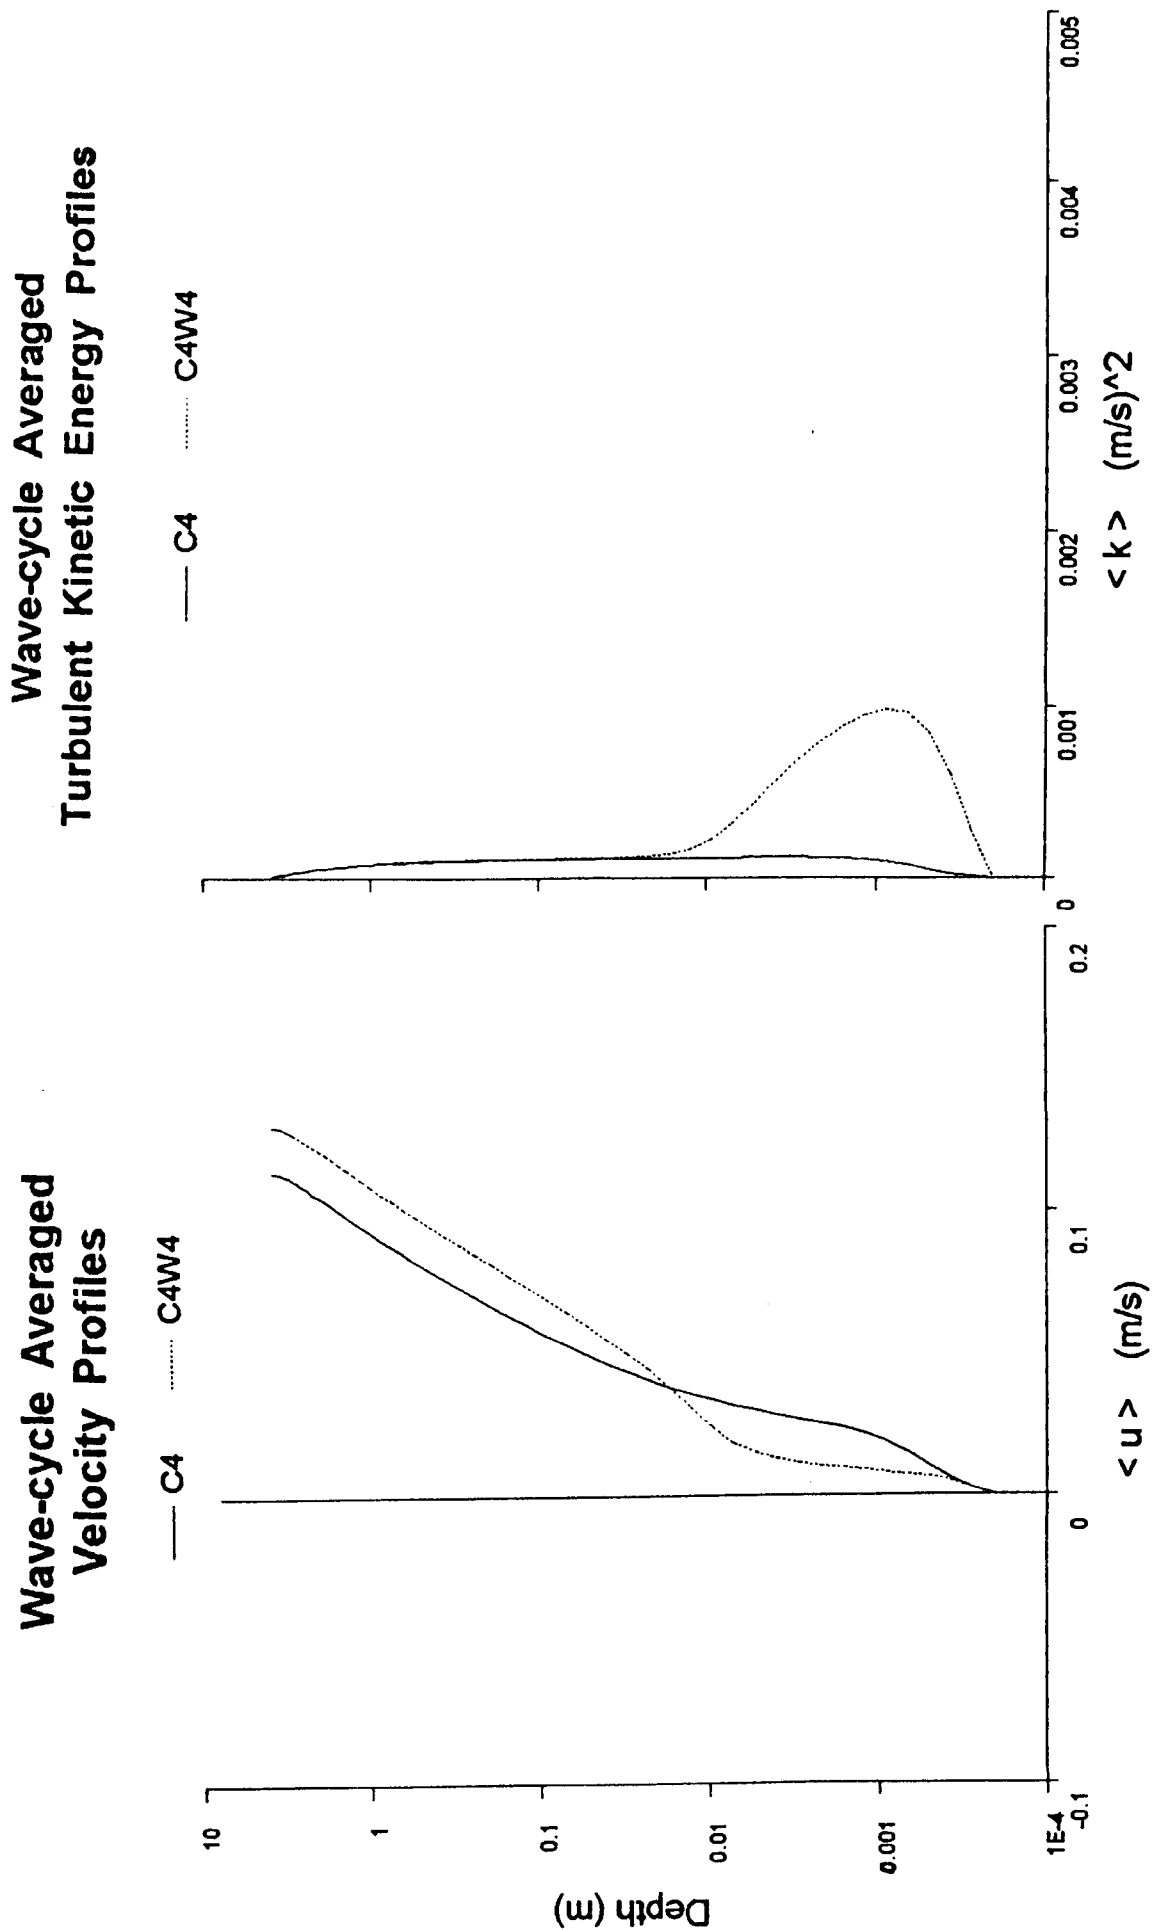 Wave-cycle Averaged
Velocity Profiles
C4 C4W4
Depth (m)
10
1
0.1
0.01
0.001
1E-4
-0.1 0 0.1 0.2
< u > (m/s)
Wave-cycle Averaged
Turbulent Kinetic Energy Profiles
C4 C4W4
0 0.001 0.002 0.003 0.004 0.005
< k > (m/s)^2